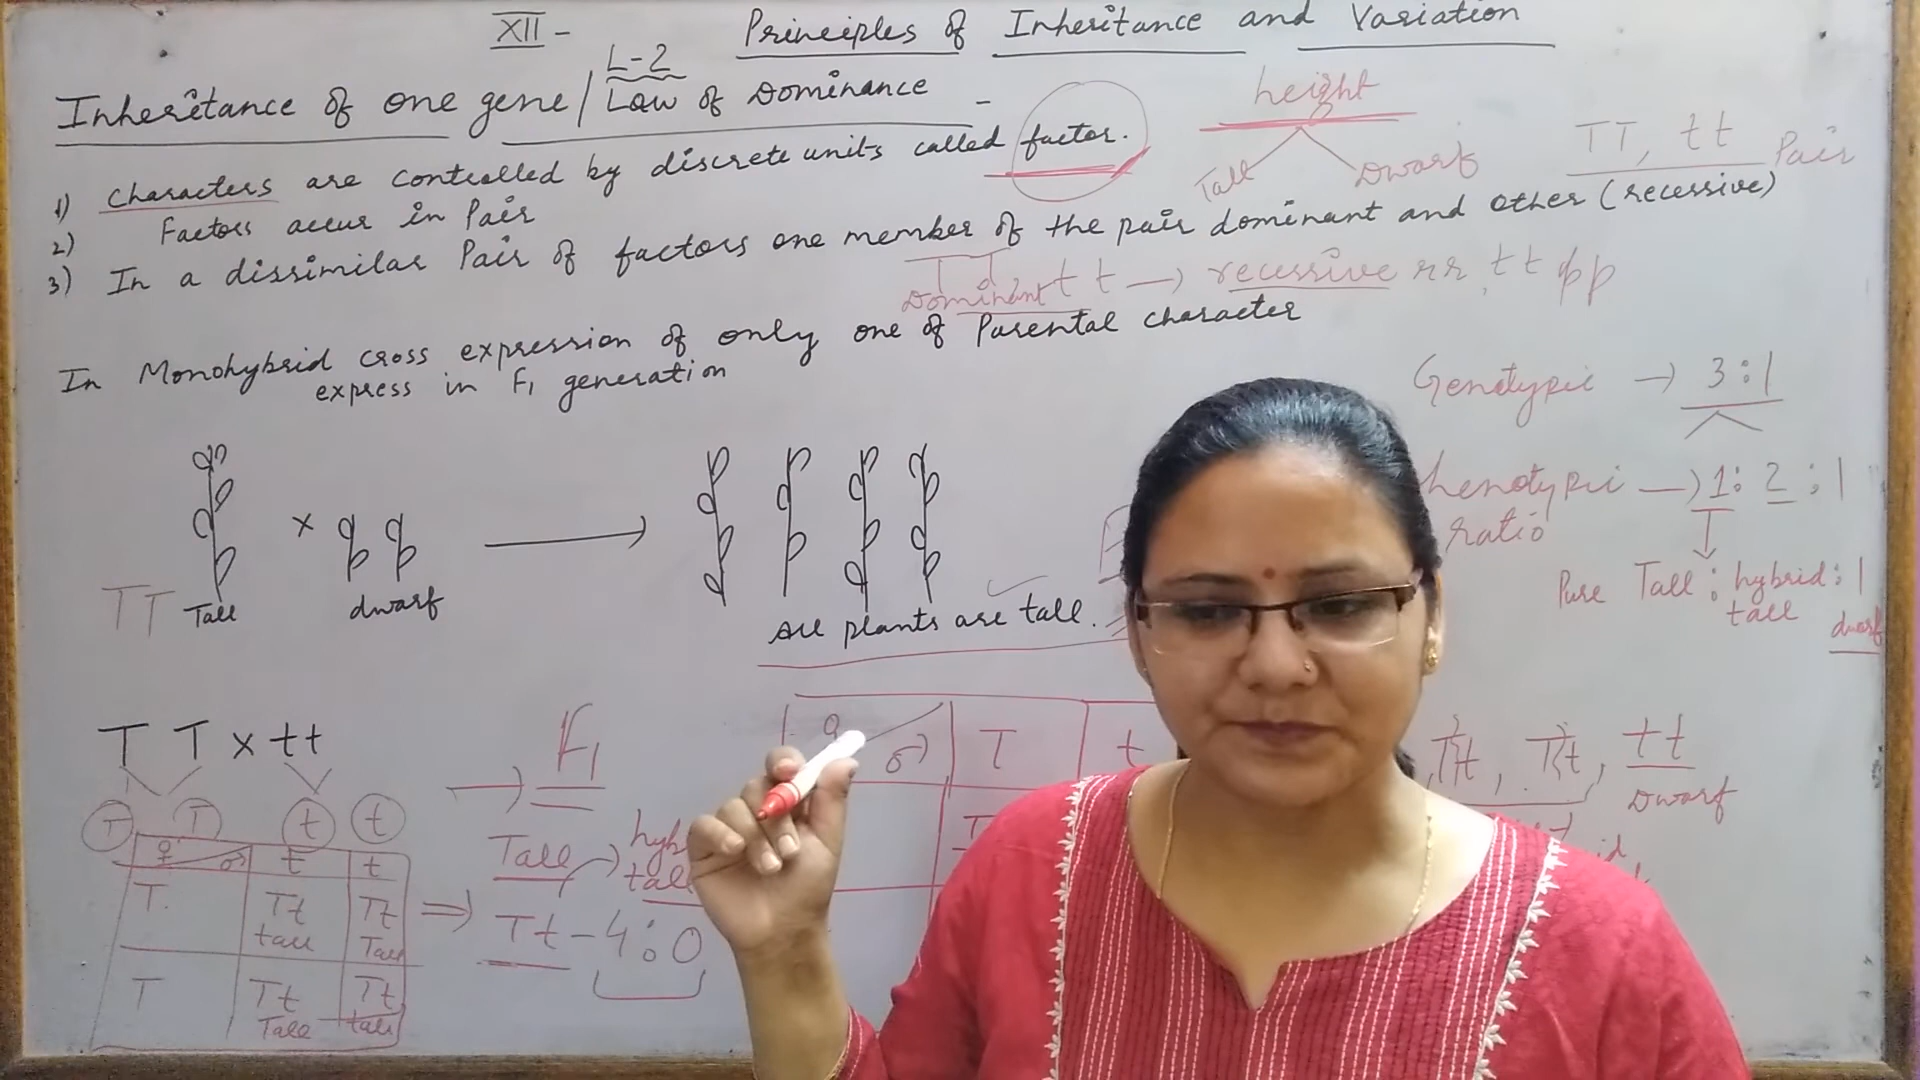 XII -
Principles of Inheritance and Variation
L-2
Inheritance of one gene / Law of Dominance -
1) Characters are controlled by discrete units called factor.
2) Factors occur in Pair
3) In a dissimilar Pair of factors one member of the pair dominant and other (recessive)
height
Tall Dwarf
TT, tt Pair
TT
Dominant tt → recessive rr, tt pp
In Monohybrid cross expression of only one of Parental character
express in F1 generation
Genotypic → 3:1
henotypic → 1: 2 : 1
ratio
Pure Tall : hybrid : 1
tall
dwarf
×
TT Tall dwarf
All plants are tall.
T T × tt
T T t t
→ F1
♀ ♂ t t
T Tt Tt
tall Tall
T Tt Tt
Tall tall
Tall → hyb
tall
⇒ Tt - 4:0
♀ ♂ T t
Tt, Tt, tt
Dwarf